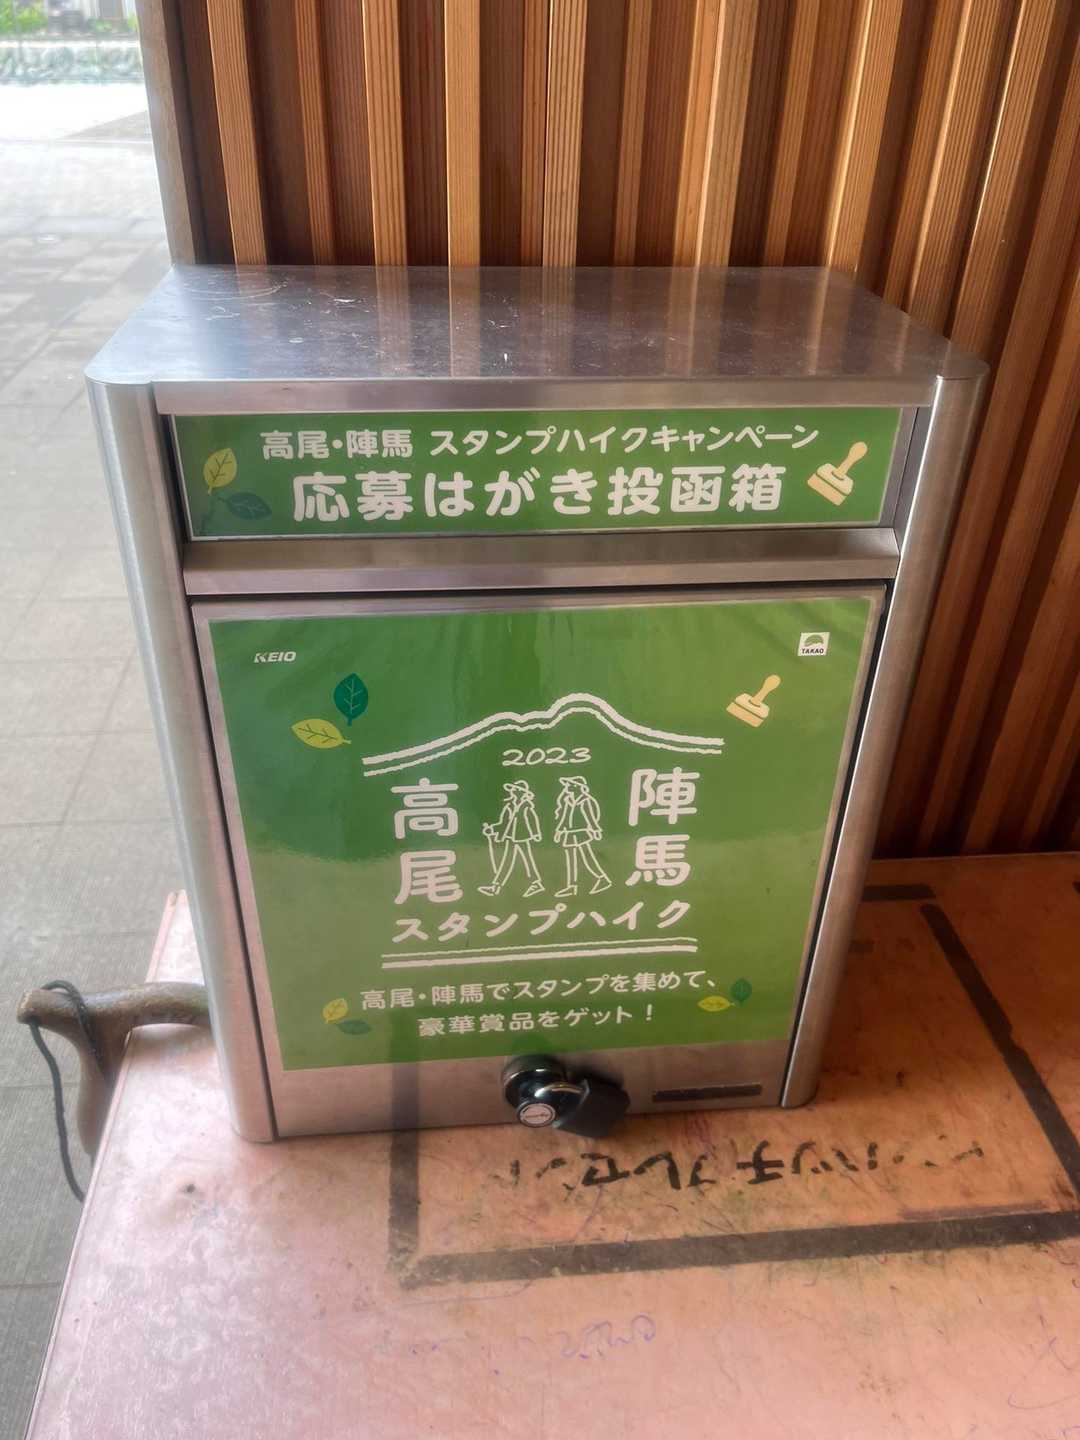 高尾・陣馬 スタンプハイクキャンペーン
応募はがき投函箱
KEIO
TAKAO
2023
高尾 陣馬
スタンプハイク
高尾・陣馬でスタンプを集めて、
豪華賞品をゲット！